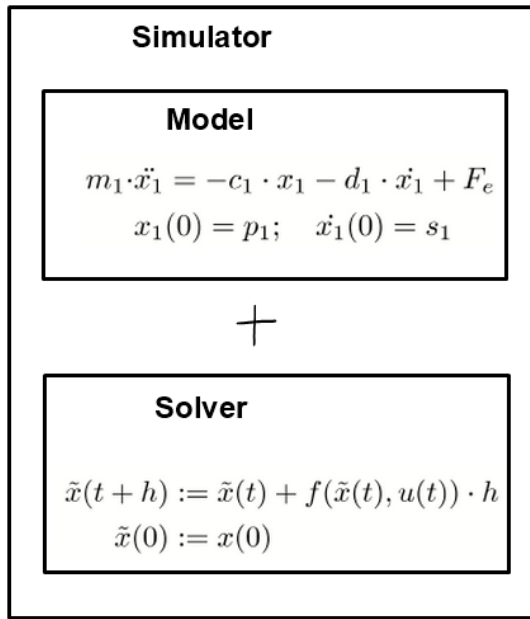 Simulator
Model
m₁·ẍ₁ = −c₁ · x₁ − d₁ · ẋ₁ + Fₑ
x₁(0) = p₁;   ẋ₁(0) = s₁
+
Solver
x̃(t + h) := x̃(t) + f(x̃(t), u(t)) · h
x̃(0) := x(0)